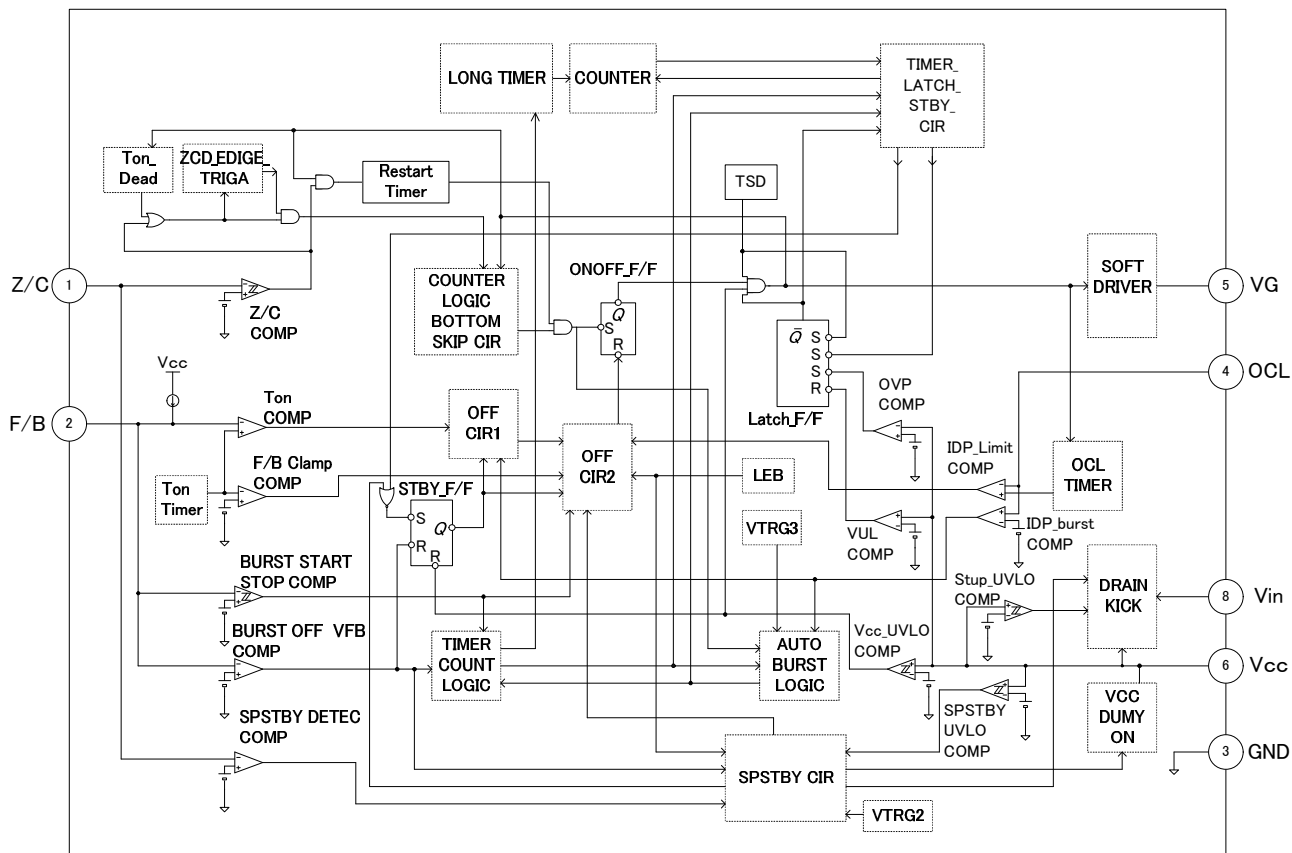 LONG TIMER
COUNTER
TIMER_
LATCH_
STBY_
CIR
Ton_
Dead
ZCD_EDIGE_
TRIGA
Restart
Timer
TSD
Z/C
1
Z/C
COMP
COUNTER
LOGIC
BOTTOM
SKIP CIR
ONOFF_F/F
Q
S
R
Q̄
S
S
S
R
Latch_F/F
SOFT
DRIVER
5
VG
Vcc
4
OCL
F/B
2
Ton
COMP
OFF
CIR1
OFF
CIR2
OVP
COMP
IDP_Limit
COMP
OCL
TIMER
Ton
Timer
F/B Clamp
COMP
STBY_F/F
S
Q
R
R
LEB
VTRG3
VUL
COMP
IDP_burst
COMP
BURST START
STOP COMP
Stup_UVLO
COMP
DRAIN
KICK
8
Vin
BURST OFF VFB
COMP
TIMER
COUNT
LOGIC
AUTO
BURST
LOGIC
Vcc_UVLO
COMP
6
Vcc
SPSTBY DETEC
COMP
SPSTBY CIR
SPSTBY
UVLO
COMP
VCC
DUMY
ON
3
GND
VTRG2